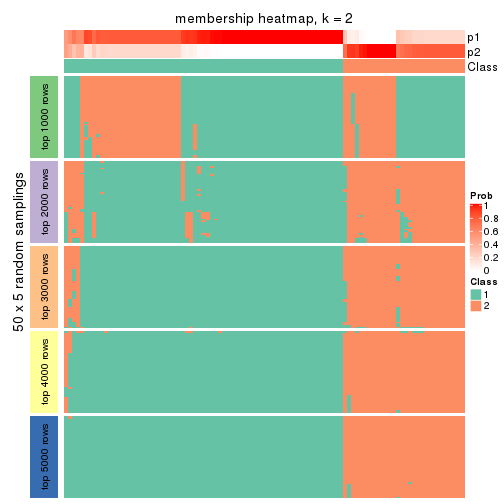 membership heatmap, k = 2
p1
p2
Class
50 x 5 random samplings
top 1000 rows
top 2000 rows
top 3000 rows
top 4000 rows
top 5000 rows
Prob
1
0.8
0.6
0.4
0.2
0
Class
1
2